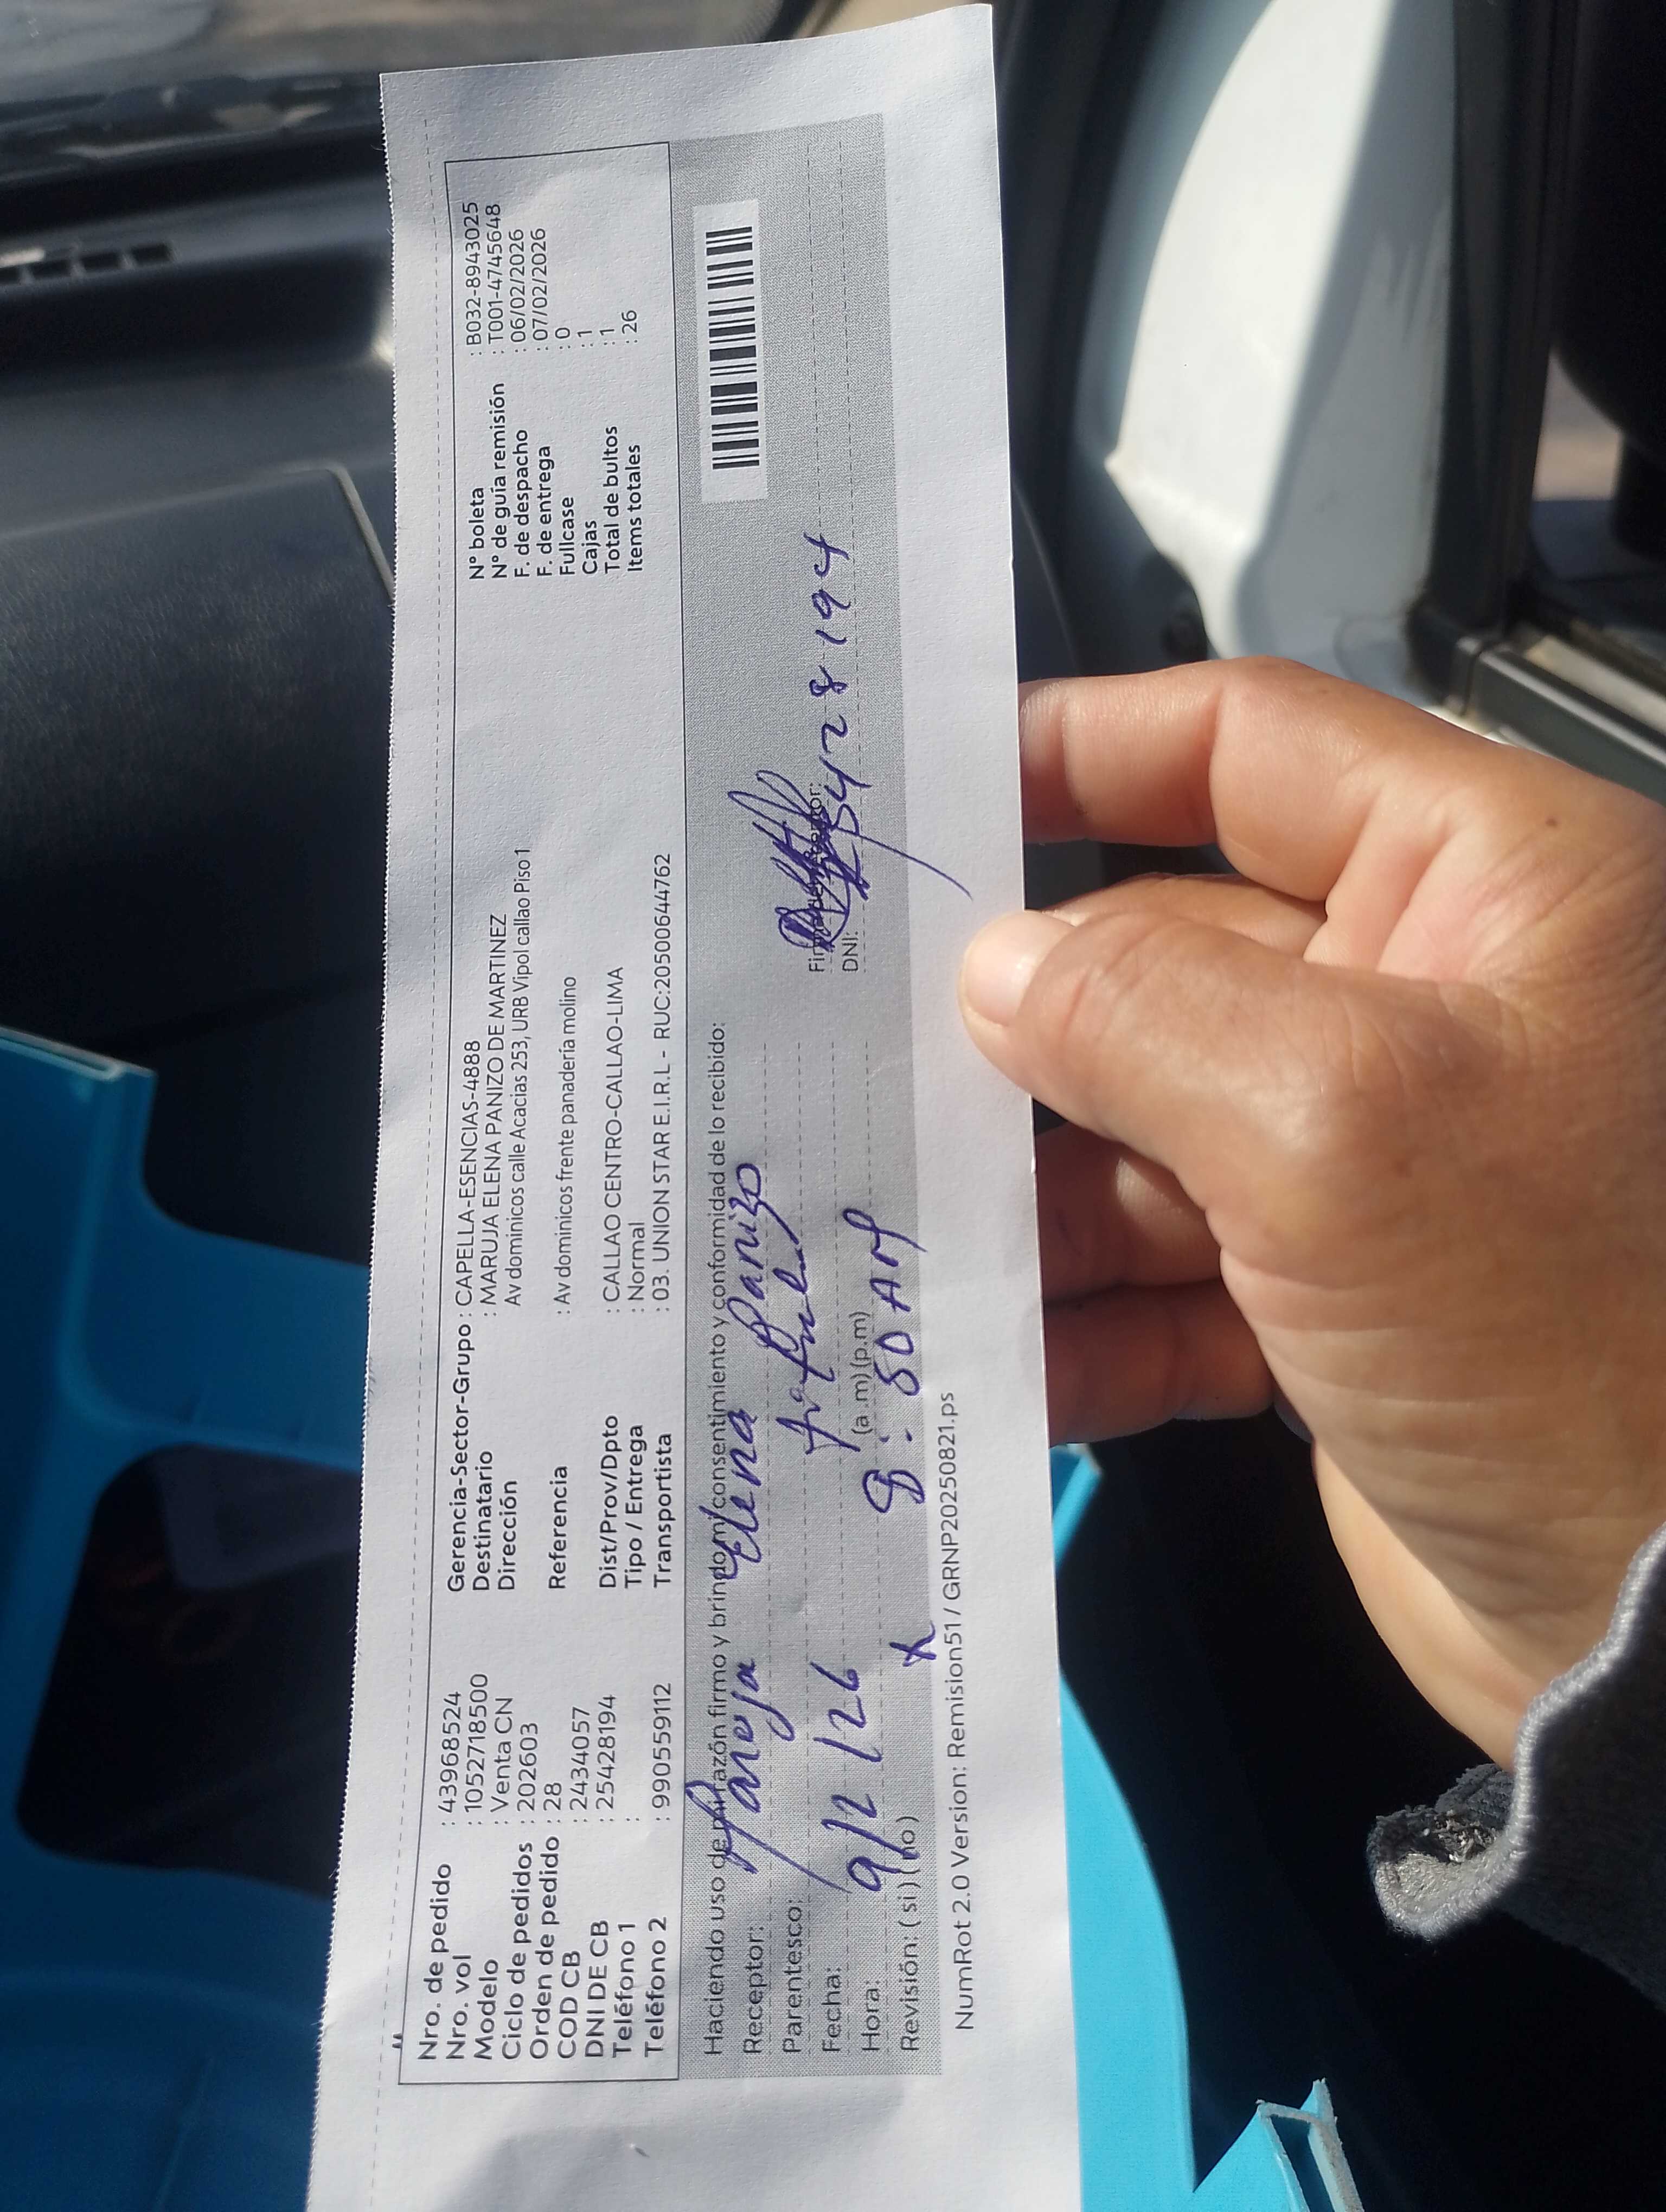 Nro. de pedido : 43968524
Nro. vol : 1052718500
Modelo : Venta CN
Ciclo de pedidos : 202603
Orden de pedido : 28
COD CB : 2434057
DNI DE CB : 25428194
Teléfono 1 :
Teléfono 2 : 990559112
Gerencia-Sector-Grupo : CAPELLA-ESENCIAS-4888
Destinatario : MARUJA ELENA PANIZO DE MARTINEZ
Dirección Av dominicos calle Acacias 253, URB Vipol callao Piso 1
Referencia : Av dominicos frente panadería molino
Dist/Prov/Dpto : CALLAO CENTRO-CALLAO-LIMA
Tipo / Entrega : Normal
Transportista : 03. UNION STAR E.I.R.L - RUC:20500644762
N° boleta : B032-8943025
N° de guía remisión : T001-4745648
F. de despacho : 06/02/2026
F. de entrega : 07/02/2026
Fullcase : 0
Cajas : 1
Total de bultos : 1
Items totales : 26
Haciendo uso de mi razón firmo y brindo mi consentimiento y conformidad de lo recibido:
Receptor: Maruja Elena Panizo
Parentesco:
Fecha: 9/2/26
Hora: (a.m)(p.m) 8:50 AM
Revisión: (si) (no) x
DNI: 25428194
NumRot 2.0 Version: Remision51 / GRNP20250821.ps